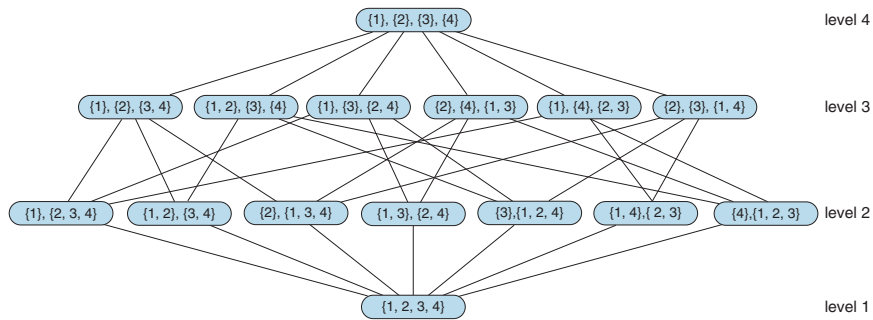 {1}, {2}, {3}, {4} level 4
{1}, {2}, {3, 4} {1, 2}, {3}, {4} {1}, {3}, {2, 4} {2}, {4}, {1, 3} {1}, {4}, {2, 3} {2}, {3}, {1, 4} level 3
{1}, {2, 3, 4} {1, 2}, {3, 4} {2}, {1, 3, 4} {1, 3}, {2, 4} {3},{1, 2, 4} {1, 4},{ 2, 3} {4},{1, 2, 3} level 2
{1, 2, 3, 4} level 1